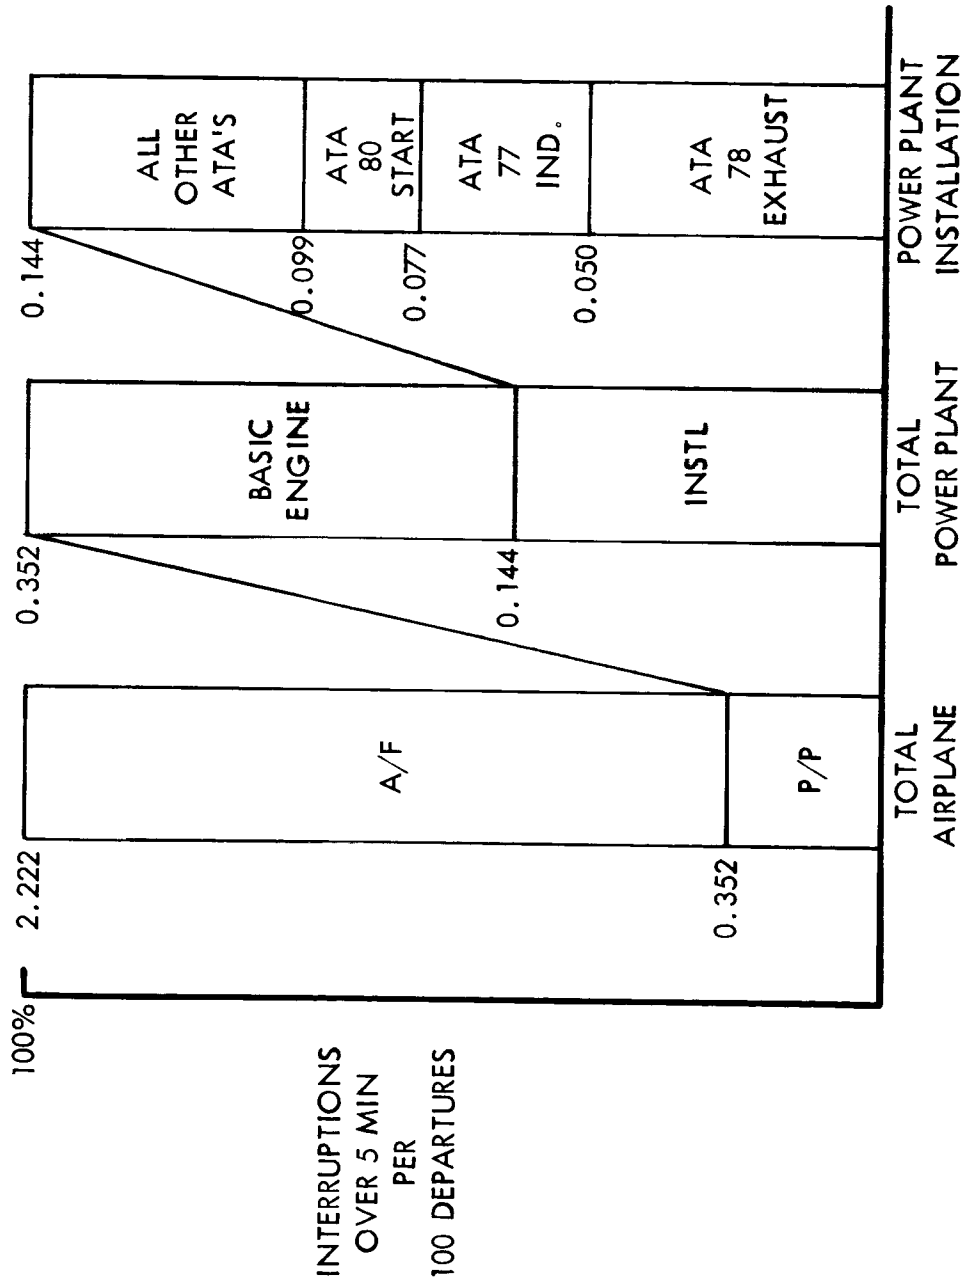 100%
INTERRUPTIONS
OVER 5 MIN
PER
100 DEPARTURES
2.222
A/F
0.352
P/P
TOTAL
AIRPLANE
0.352
BASIC
ENGINE
0.144
INSTL
TOTAL
POWER PLANT
0.144
ALL
OTHER
ATA'S
0.099
ATA
80
START
0.077
ATA
77
IND.
0.050
ATA
78
EXHAUST
POWER PLANT
INSTALLATION